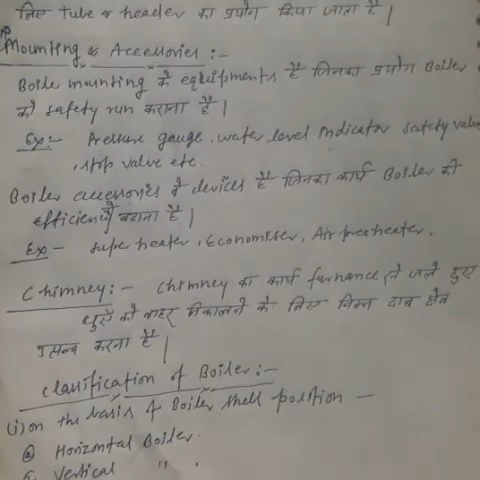 लिए Tube or header का प्रयोग किया जाता है|
Mounting & Accessories :-
Boiler mounting वे equipments है जिनका प्रयोग Boiler
को safety run कराना है|
Ex:- Pressure gauge, water level Indicator safety valve
, stop valve etc.
Boiler accessories वे devices है जिनका कार्य Boiler की
efficiency बढाना है|
Ex- Supe heater, Economiser, Air preheater.
Chimney :- Chimney का कार्य furnance से जले हुए
धुएँ को बाहर निकालने के लिए निम्न दाब क्षेत्र
उत्पन्न करना है|
Classification of Boiler :-
(i) on the basis of Boiler shell position -
(a) Horizontal Boiler.
Vertical " .